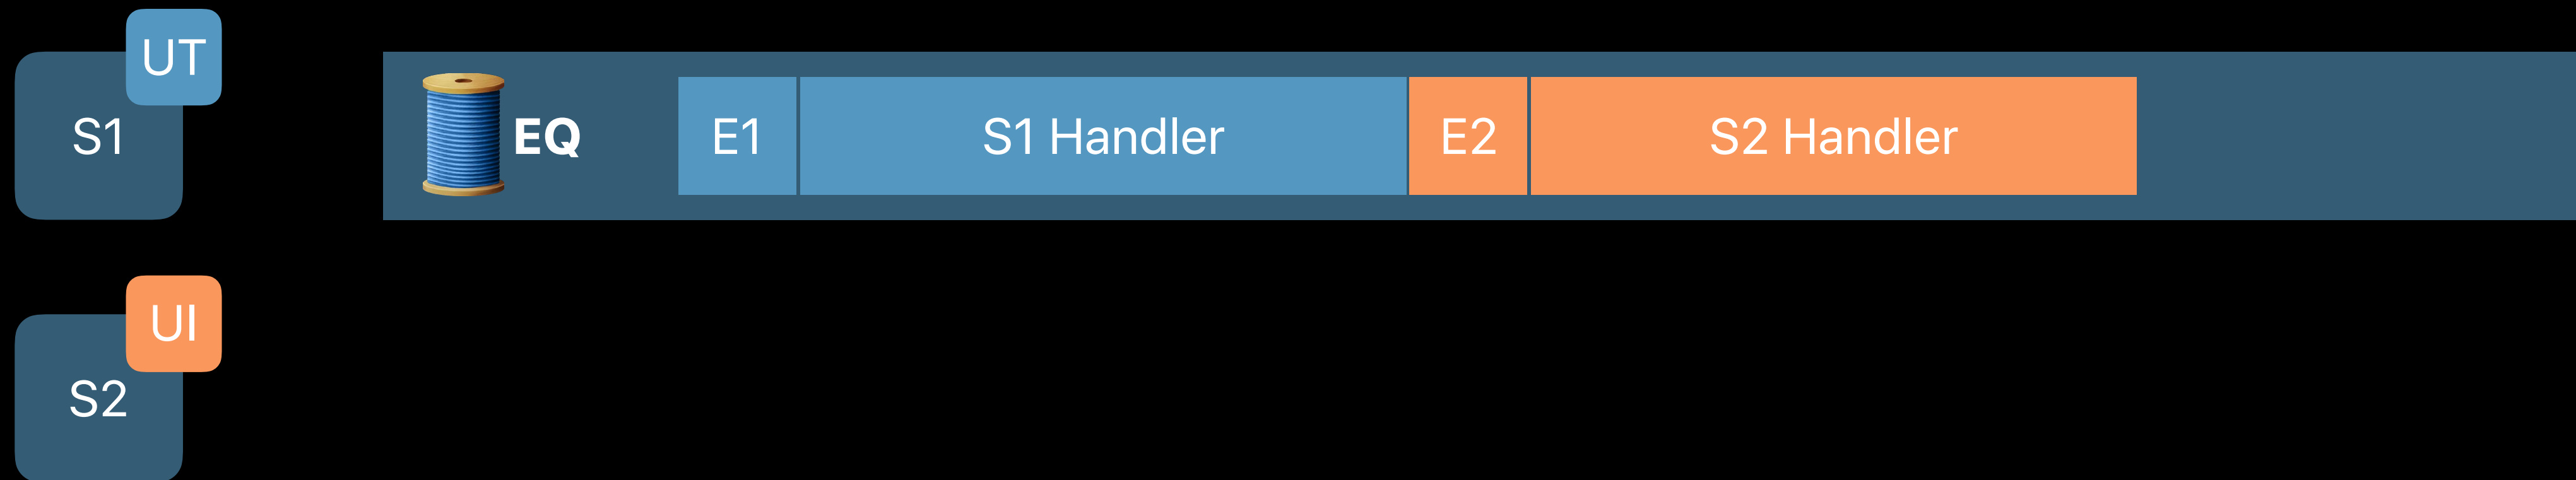 UT
S1
EQ
E1
S1 Handler
E2
S2 Handler
UI
S2